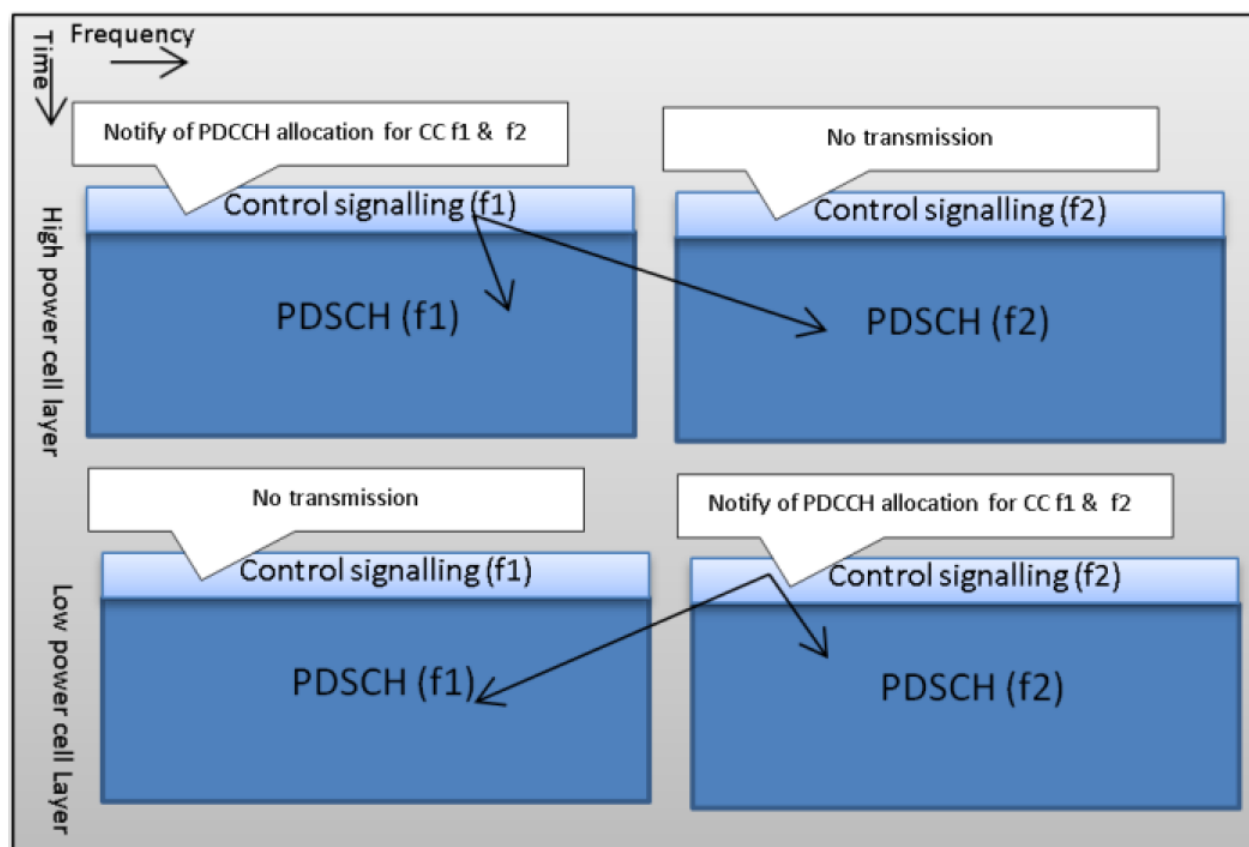 Frequency
Time
Notify of PDCCH allocation for CC f1 & f2
No transmission
Control signalling (f1)
Control signalling (f2)
High power cell layer
PDSCH (f1)
PDSCH (f2)
No transmission
Notify of PDCCH allocation for CC f1 & f2
Control signalling (f1)
Control signalling (f2)
Low power cell Layer
PDSCH (f1)
PDSCH (f2)